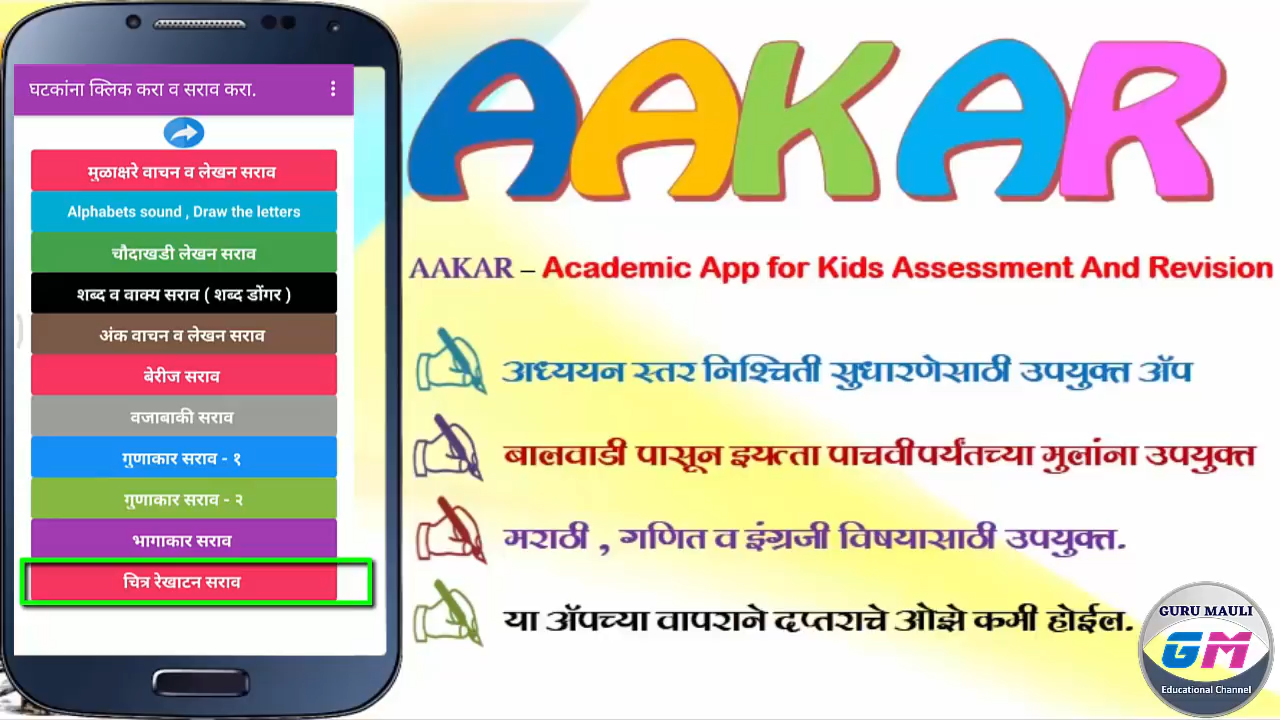 घटकांना क्लिक करा व सराव करा.
मुळाक्षरे वाचन व लेखन सराव
Alphabets sound , Draw the letters
चौदाखडी लेखन सराव
शब्द व वाक्य सराव ( शब्द डोंगर )
अंक वाचन व लेखन सराव
बेरीज सराव
वजाबाकी सराव
गुणाकार सराव - १
गुणाकार सराव - २
भागाकार सराव
चित्र रेखाटन सराव
AAKAR
AAKAR – Academic App for Kids Assessment And Revision
अध्ययन स्तर निश्चिती सुधारणेसाठी उपयुक्त ॲप
बालवाडी पासून इयत्ता पाचवीपर्यंतच्या मुलांना उपयुक्त
मराठी , गणित व इंग्रजी विषयासाठी उपयुक्त.
या ॲपच्या वापराने दप्तराचे ओझे कमी होईल.
GURU MAULI
GM
Educational Channel